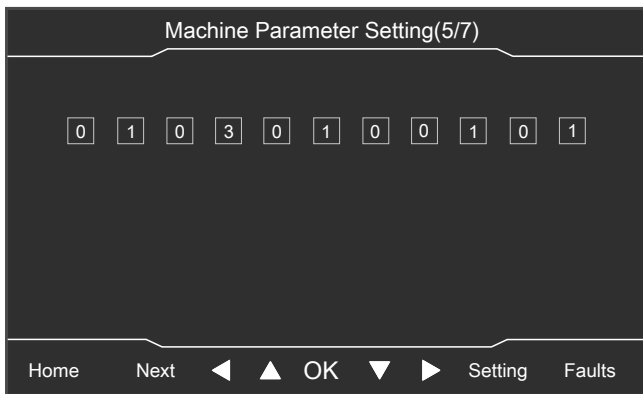 Machine Parameter Setting(5/7)
0 1 0 3 0 1 0 0 1 0 1
Home Next OK Setting Faults